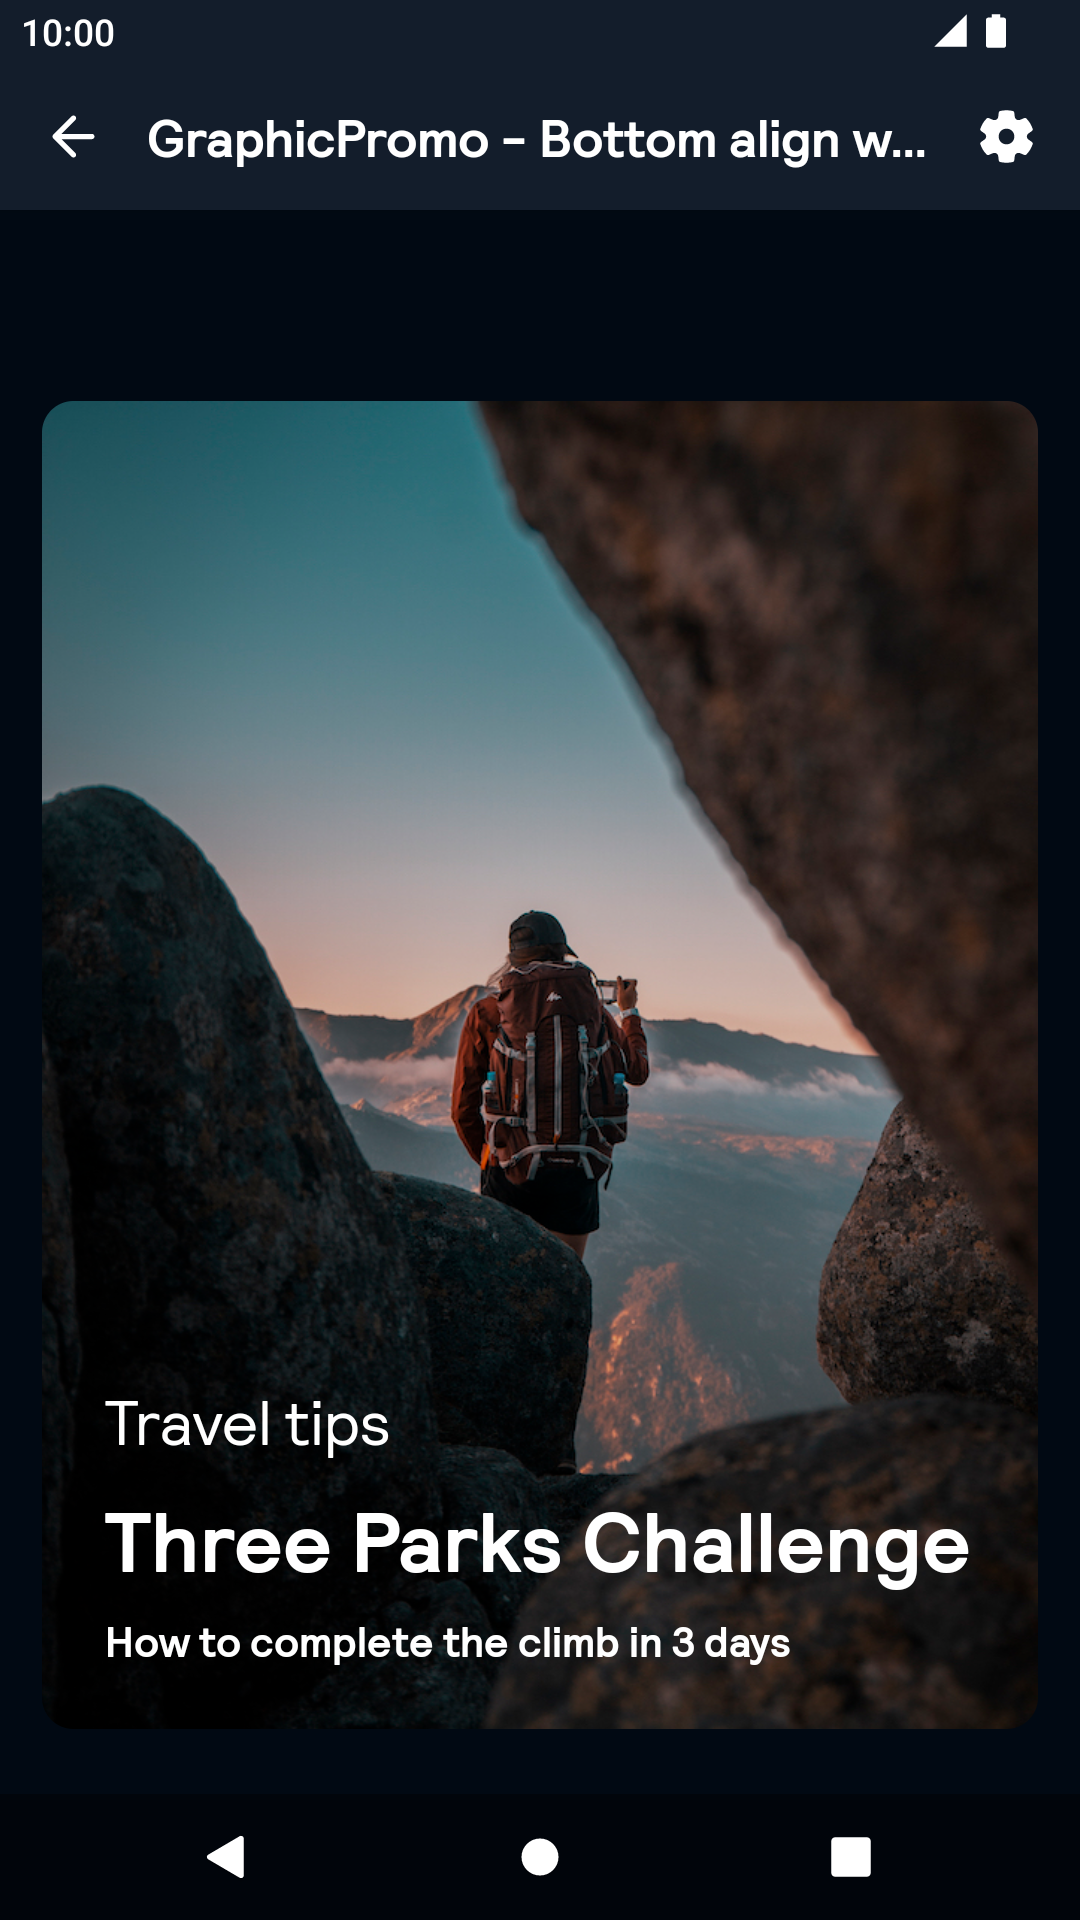 10:00
GraphicPromo - Bottom align w...
Travel tips
Three Parks Challenge
How to complete the climb in 3 days